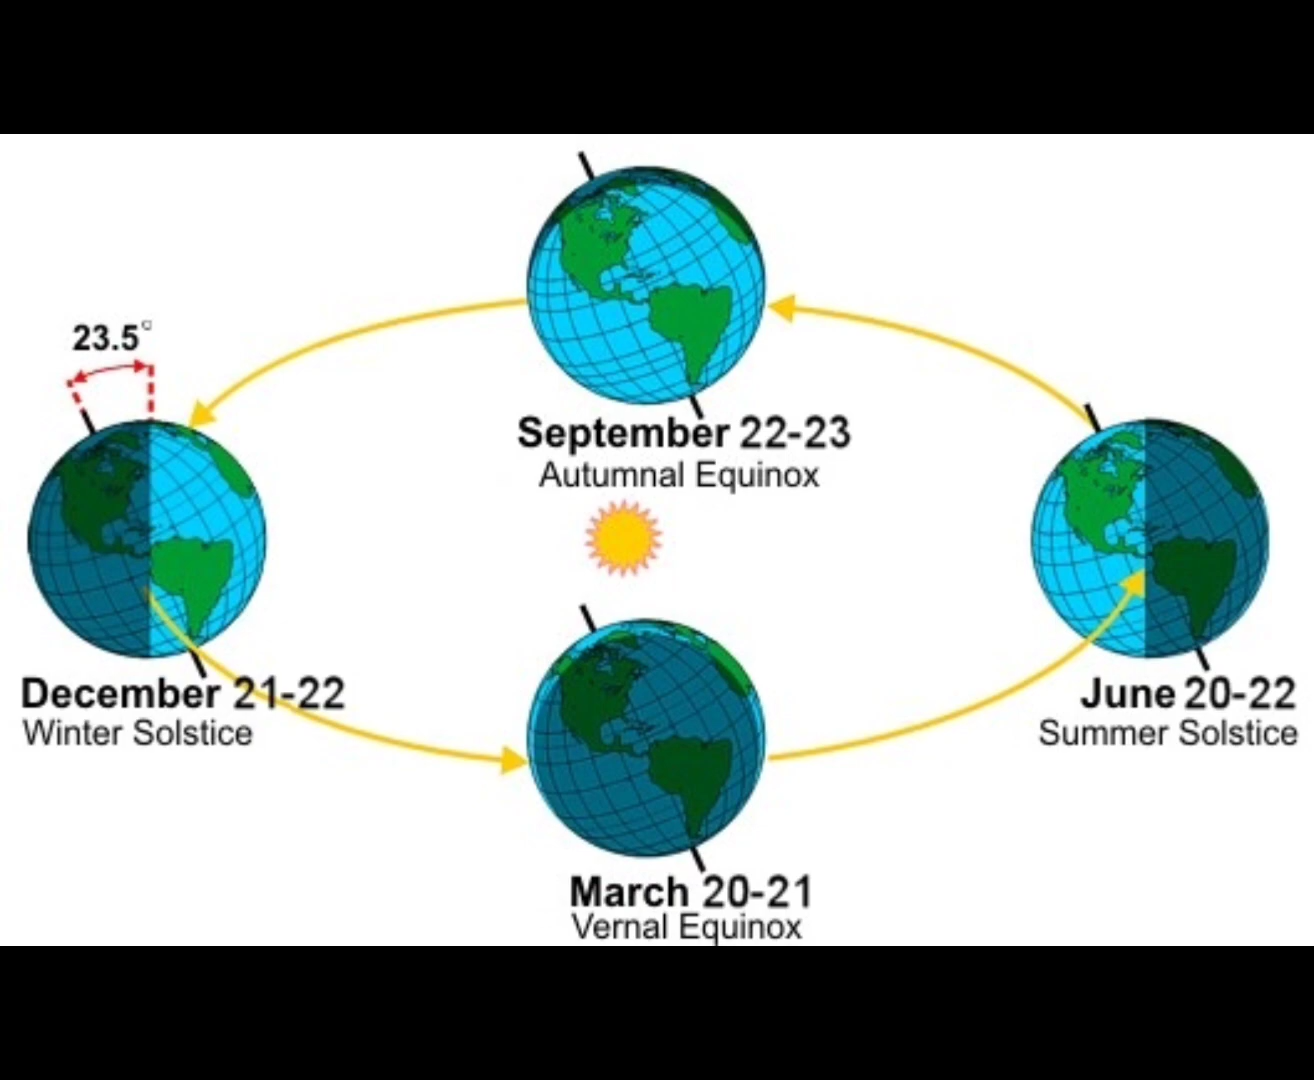 September 22-23
Autumnal Equinox
23.5°
December 21-22
Winter Solstice
June 20-22
Summer Solstice
March 20-21
Vernal Equinox